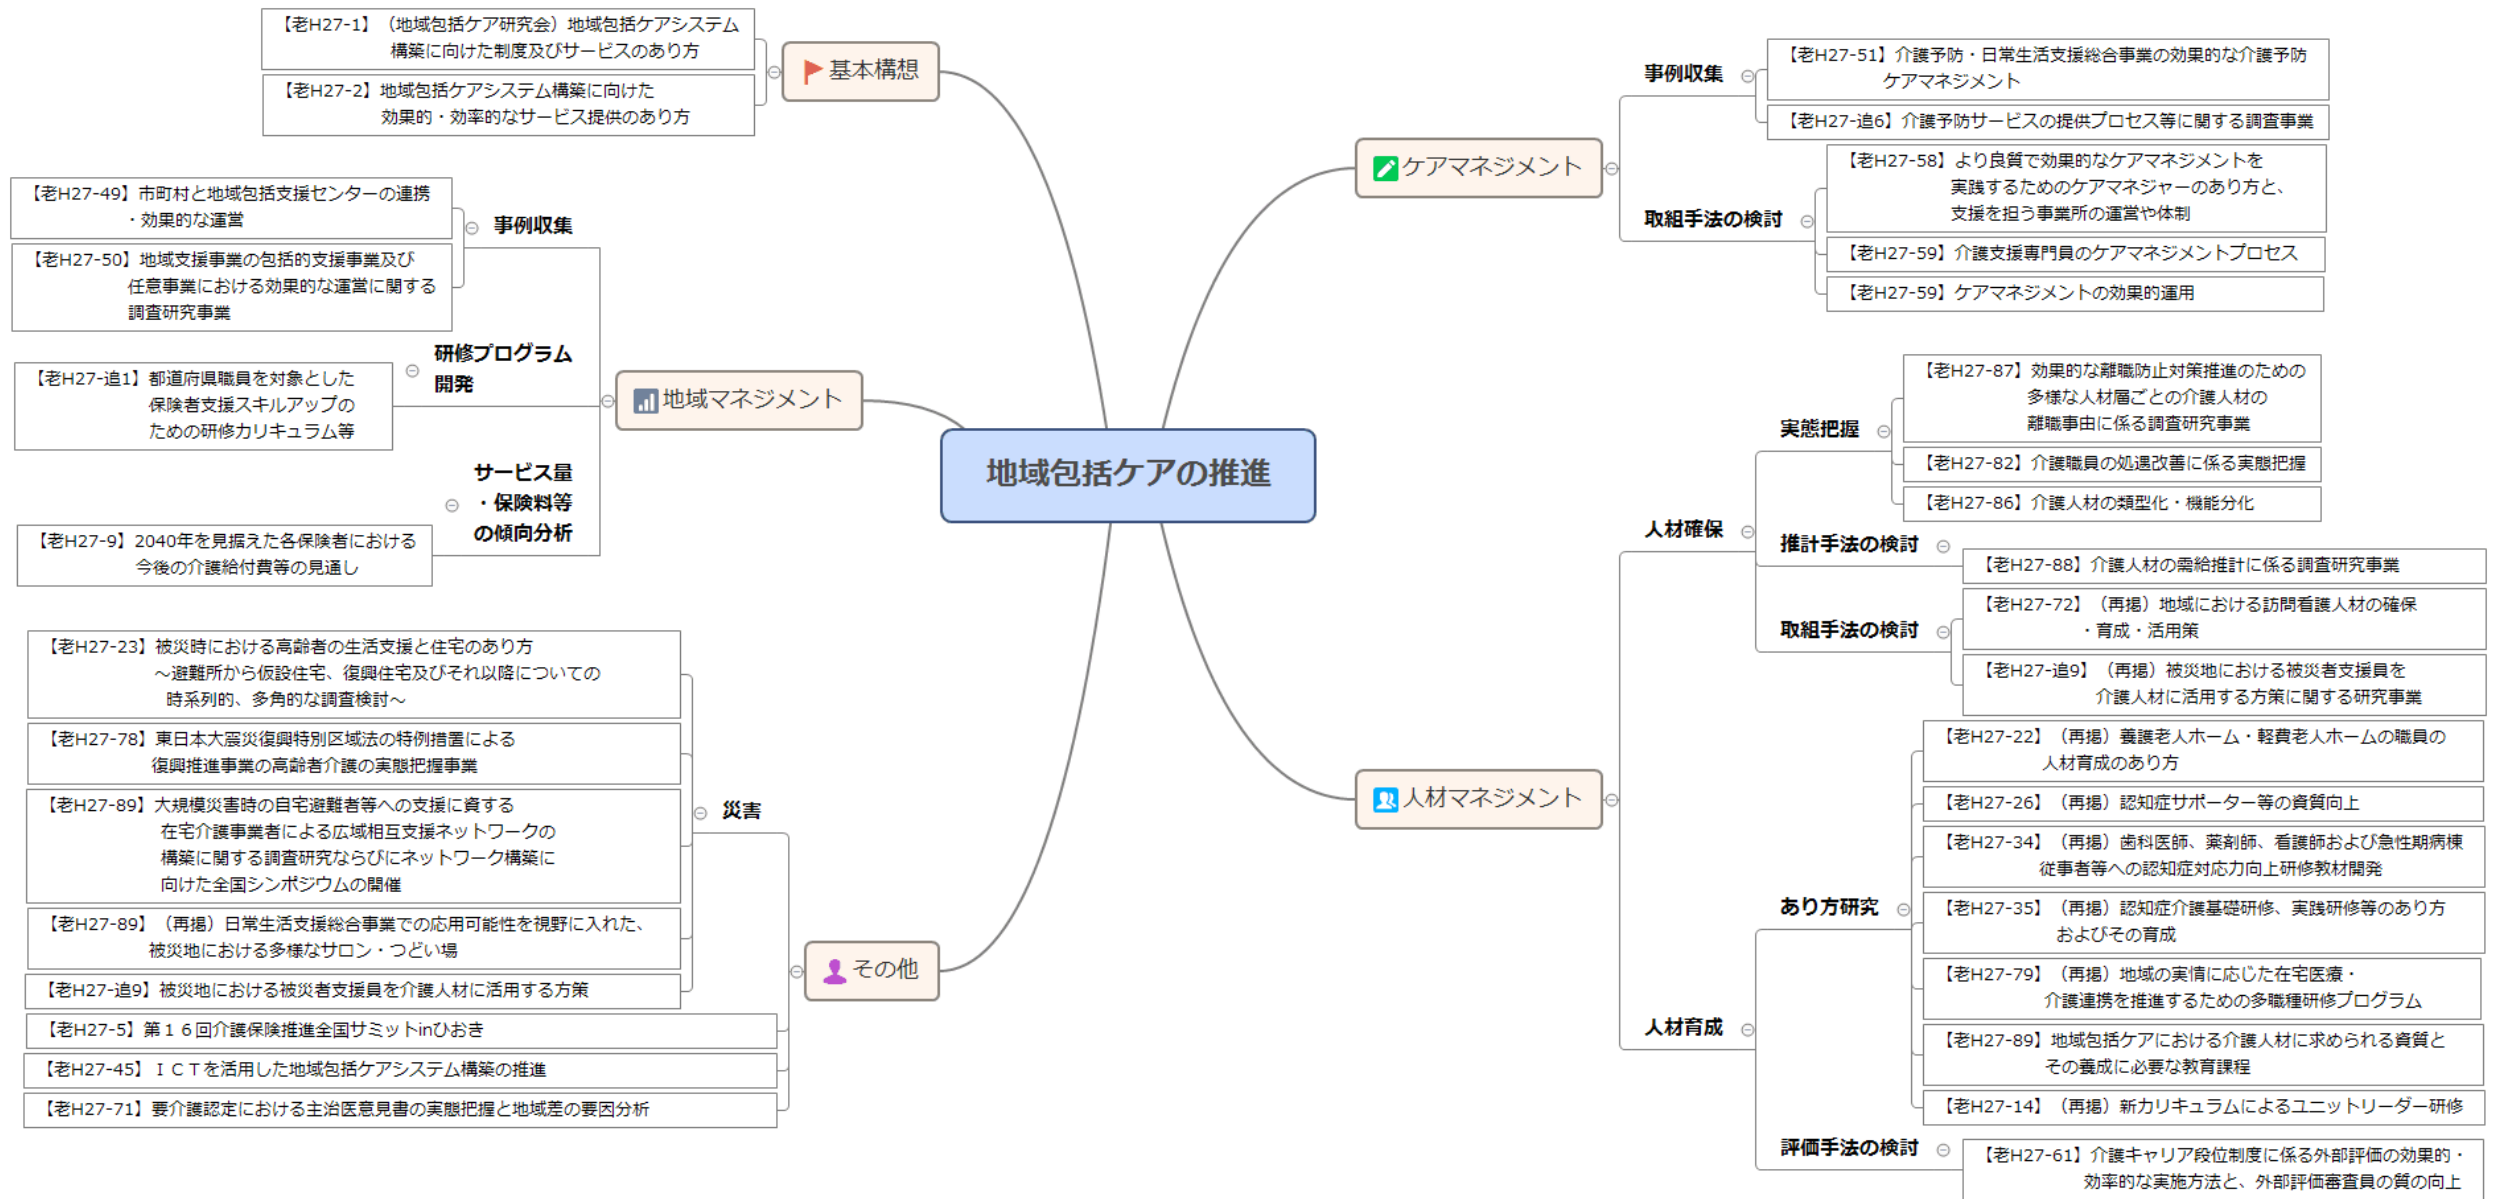 地域包括ケアの推進
基本構想
【老H27-1】（地域包括ケア研究会）地域包括ケアシステム
構築に向けた制度及びサービスのあり方
【老H27-2】地域包括ケアシステム構築に向けた
効果的・効率的なサービス提供のあり方
地域マネジメント
事例収集
【老H27-49】市町村と地域包括支援センターの連携
・効果的な運営
【老H27-50】地域支援事業の包括的支援事業及び
任意事業における効果的な運営に関する
調査研究事業
研修プログラム
開発
【老H27-追1】都道府県職員を対象とした
保険者支援スキルアップの
ための研修カリキュラム等
サービス量
・保険料等
の傾向分析
【老H27-9】2040年を見据えた各保険者における
今後の介護給付費等の見通し
その他
災害
【老H27-23】被災時における高齢者の生活支援と住宅のあり方
～避難所から仮設住宅、復興住宅及びそれ以降についての
時系列的、多角的な調査検討～
【老H27-78】東日本大震災復興特別区域法の特例措置による
復興推進事業の高齢者介護の実態把握事業
【老H27-89】大規模災害時の自宅避難者等への支援に資する
在宅介護事業者による広域相互支援ネットワークの
構築に関する調査研究ならびにネットワーク構築に
向けた全国シンポジウムの開催
【老H27-89】（再掲）日常生活支援総合事業での応用可能性を視野に入れた、
被災地における多様なサロン・つどい場
【老H27-追9】被災地における被災者支援員を介護人材に活用する方策
【老H27-5】第１６回介護保険推進全国サミットinひおき
【老H27-45】ＩＣＴを活用した地域包括ケアシステム構築の推進
【老H27-71】要介護認定における主治医意見書の実態把握と地域差の要因分析
ケアマネジメント
事例収集
【老H27-51】介護予防・日常生活支援総合事業の効果的な介護予防
ケアマネジメント
【老H27-追6】介護予防サービスの提供プロセス等に関する調査事業
取組手法の検討
【老H27-58】より良質で効果的なケアマネジメントを
実践するためのケアマネジャーのあり方と、
支援を担う事業所の運営や体制
【老H27-59】介護支援専門員のケアマネジメントプロセス
【老H27-59】ケアマネジメントの効果的運用
人材マネジメント
人材確保
実態把握
【老H27-87】効果的な離職防止対策推進のための
多様な人材層ごとの介護人材の
離職事由に係る調査研究事業
【老H27-82】介護職員の処遇改善に係る実態把握
【老H27-86】介護人材の類型化・機能分化
推計手法の検討
【老H27-88】介護人材の需給推計に係る調査研究事業
取組手法の検討
【老H27-72】（再掲）地域における訪問看護人材の確保
・育成・活用策
【老H27-追9】（再掲）被災地における被災者支援員を
介護人材に活用する方策に関する研究事業
人材育成
あり方研究
【老H27-22】（再掲）養護老人ホーム・軽費老人ホームの職員の
人材育成のあり方
【老H27-26】（再掲）認知症サポーター等の資質向上
【老H27-34】（再掲）歯科医師、薬剤師、看護師および急性期病棟
従事者等への認知症対応力向上研修教材開発
【老H27-35】（再掲）認知症介護基礎研修、実践研修等のあり方
およびその育成
【老H27-79】（再掲）地域の実情に応じた在宅医療・
介護連携を推進するための多職種研修プログラム
【老H27-89】地域包括ケアにおける介護人材に求められる資質と
その養成に必要な教育課程
【老H27-14】（再掲）新カリキュラムによるユニットリーダー研修
評価手法の検討
【老H27-61】介護キャリア段位制度に係る外部評価の効果的・
効率的な実施方法と、外部評価審査員の質の向上